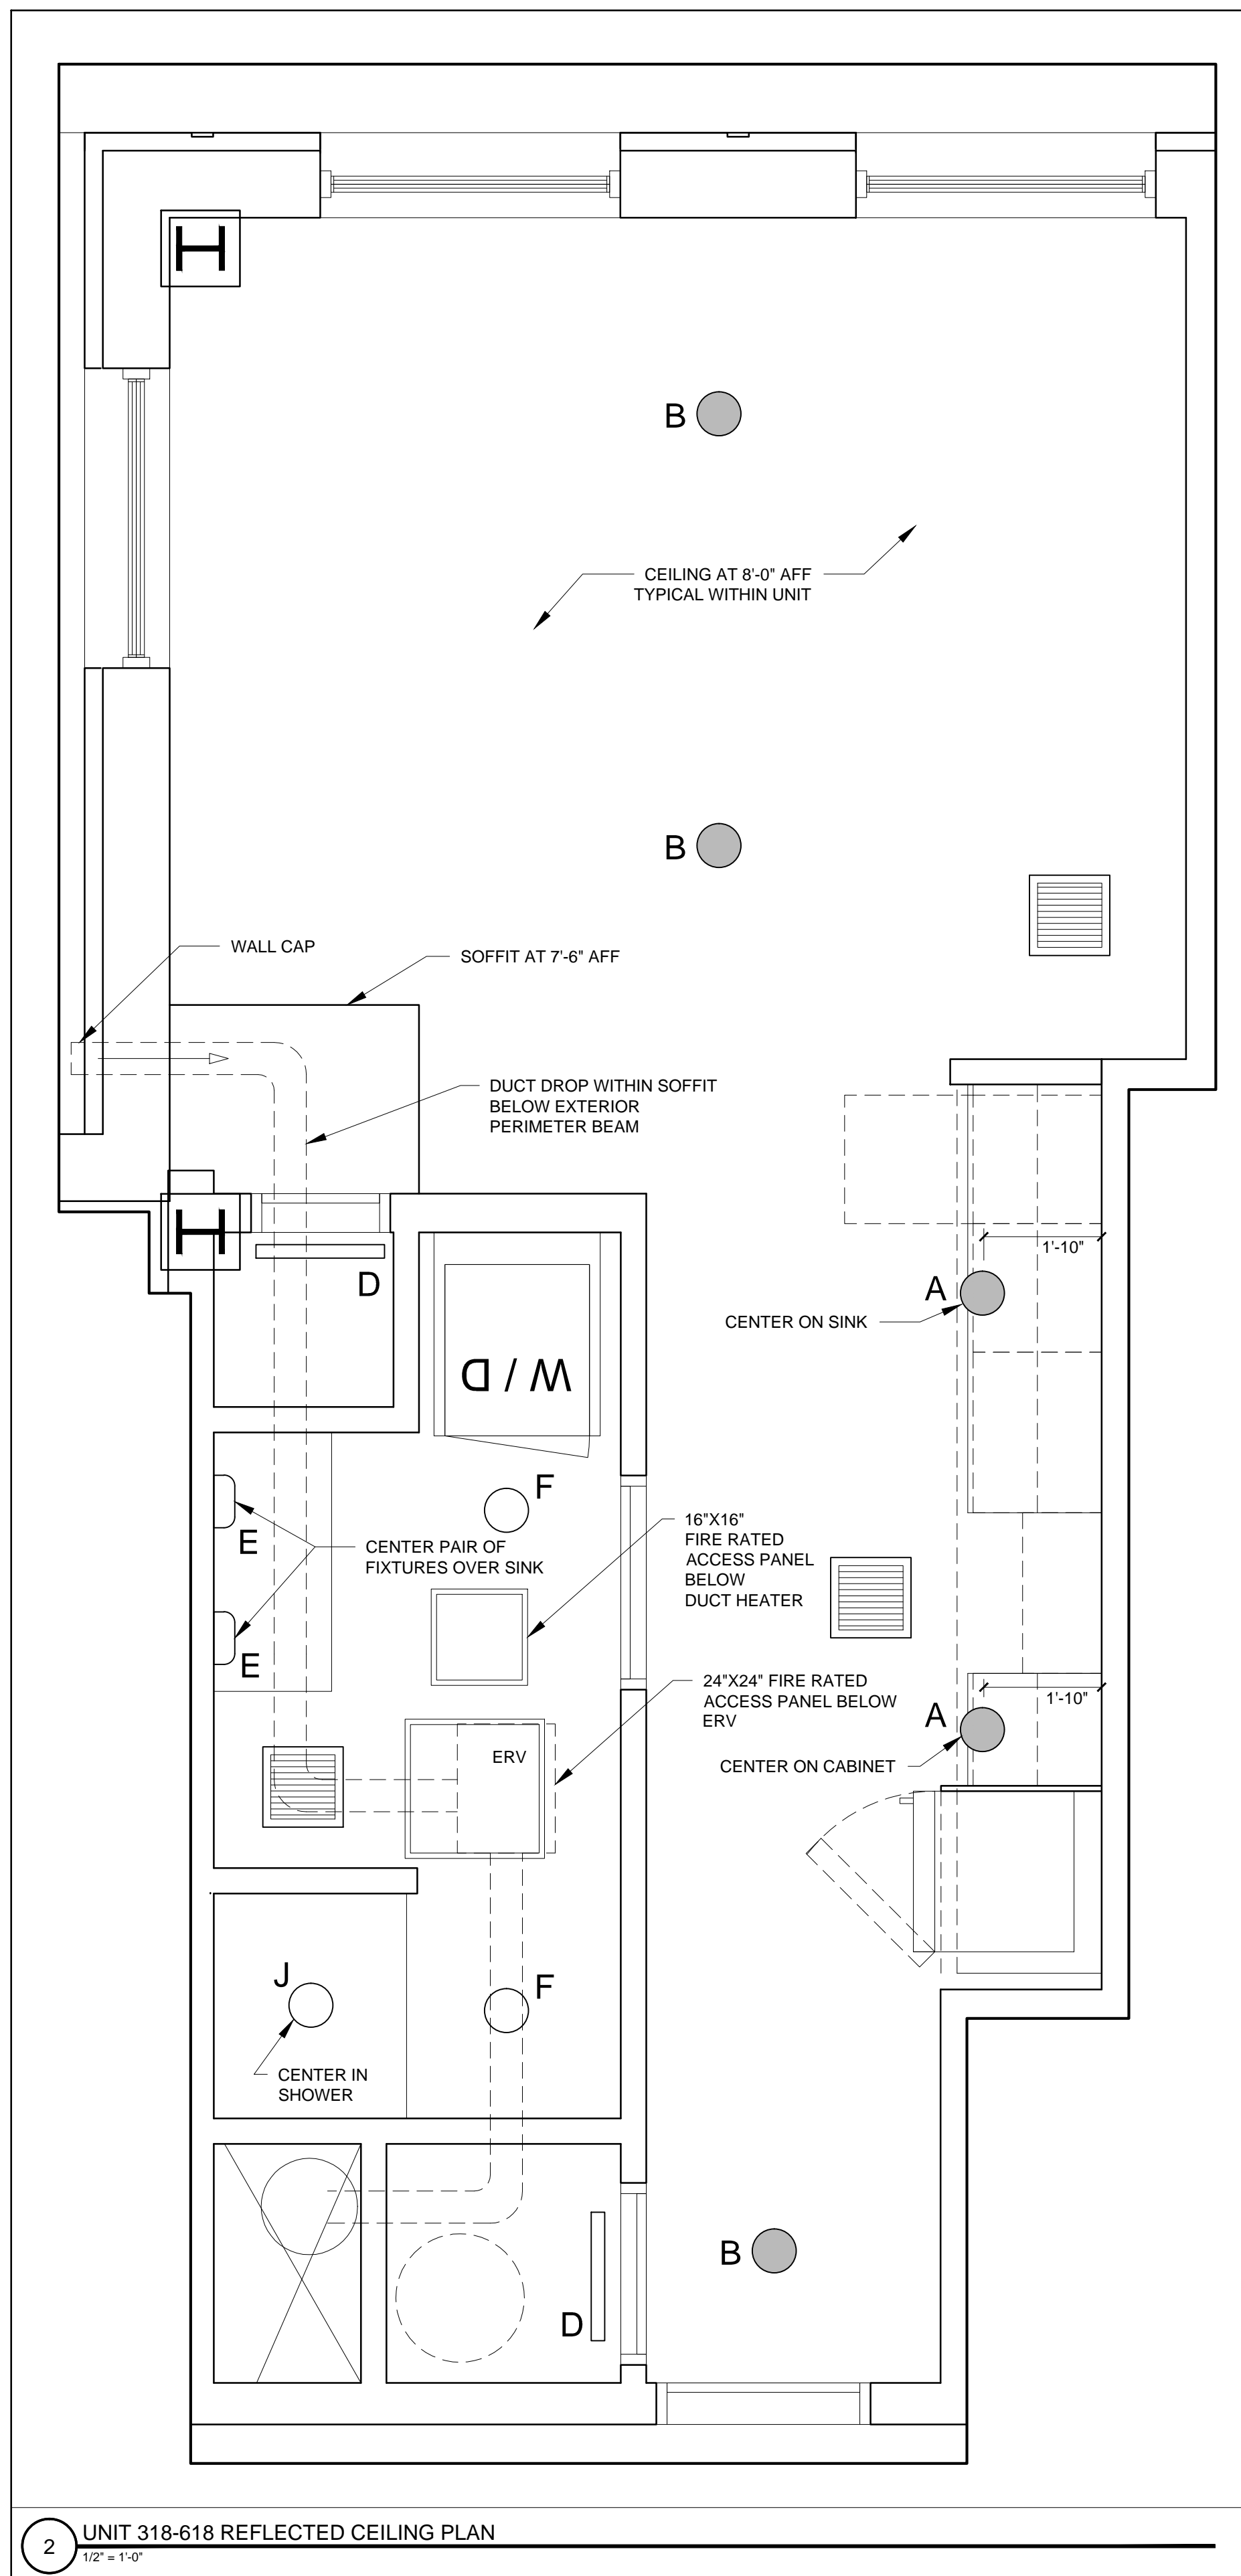 B
CEILING AT 8'-0" AFF
TYPICAL WITHIN UNIT
B
WALL CAP
SOFFIT AT 7'-6" AFF
DUCT DROP WITHIN SOFFIT
BELOW EXTERIOR
PERIMETER BEAM
D
1'-10"
A
CENTER ON SINK
W / D
F
E
CENTER PAIR OF
FIXTURES OVER SINK
16"X16"
FIRE RATED
ACCESS PANEL
BELOW
DUCT HEATER
E
24"X24" FIRE RATED
ACCESS PANEL BELOW
ERV
1'-10"
A
ERV
CENTER ON CABINET
J
F
CENTER IN
SHOWER
B
D
2
UNIT 318-618 REFLECTED CEILING PLAN
1/2" = 1'-0"